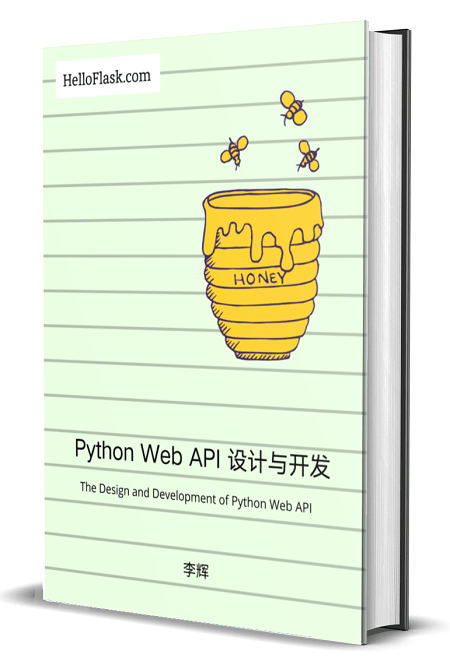 HelloFlask.com
HONEY
Python Web API 设计与开发
The Design and Development of Python Web API
李辉